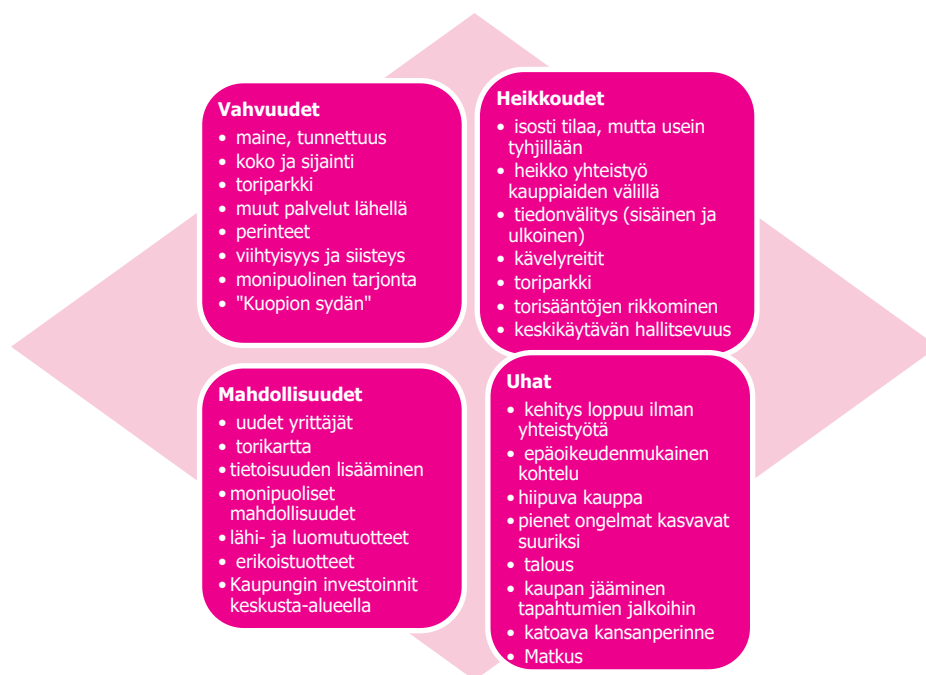 Vahvuudet
• maine, tunnettuus
• koko ja sijainti
• toriparkki
• muut palvelut lähellä
• perinteet
• viihtyisyys ja siisteys
• monipuolinen tarjonta
• "Kuopion sydän"
Heikkoudet
• isosti tilaa, mutta usein
tyhjillään
• heikko yhteistyö
kauppiaiden välillä
• tiedonvälitys (sisäinen ja
ulkoinen)
• kävelyreitit
• toriparkki
• torisääntöjen rikkominen
• keskikäytävän hallitsevuus
Mahdollisuudet
• uudet yrittäjät
• torikartta
• tietoisuuden lisääminen
• monipuoliset
mahdollisuudet
• lähi- ja luomutuotteet
• erikoistuotteet
• Kaupungin investoinnit
keskusta-alueella
Uhat
• kehitys loppuu ilman
yhteistyötä
• epäoikeudenmukainen
kohtelu
• hiipuva kauppa
• pienet ongelmat kasvavat
suuriksi
• talous
• kaupan jääminen
tapahtumien jalkoihin
• katoava kansanperinne
• Matkus